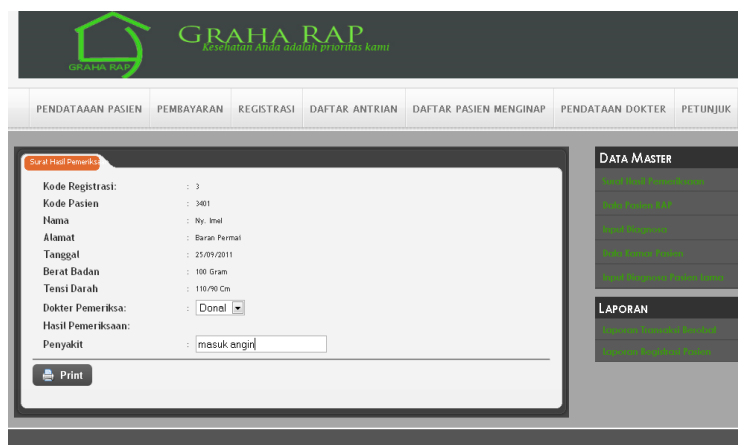 GRAHA RAP
Kesehatan Anda adalah prioritas kami
GRAHA RAP
PENDATAAAN PASIEN PEMBAYARAN REGISTRASI DAFTAR ANTRIAN DAFTAR PASIEN MENGINAP PENDATAAN DOKTER PETUNJUK
Surat Hasil Pemeriksa
Kode Registrasi: : 3
Kode Pasien : 3401
Nama : Ny. Imel
Alamat : Baran Permai
Tanggal : 25/09/2011
Berat Badan : 100 Gram
Tensi Darah : 110/90 Cm
Dokter Pemeriksa: : Donal
Hasil Pemeriksaan:
Penyakit : masuk angin
Print
DATA MASTER
Surat Hasil Pemeriksaan
Data Pasien RAP
Input Diagnosa
Data Kamar Pasien
Input Diagnosa Pasien Lama
LAPORAN
Laporan Transaksi Berobat
Laporan Registrasi Pasien